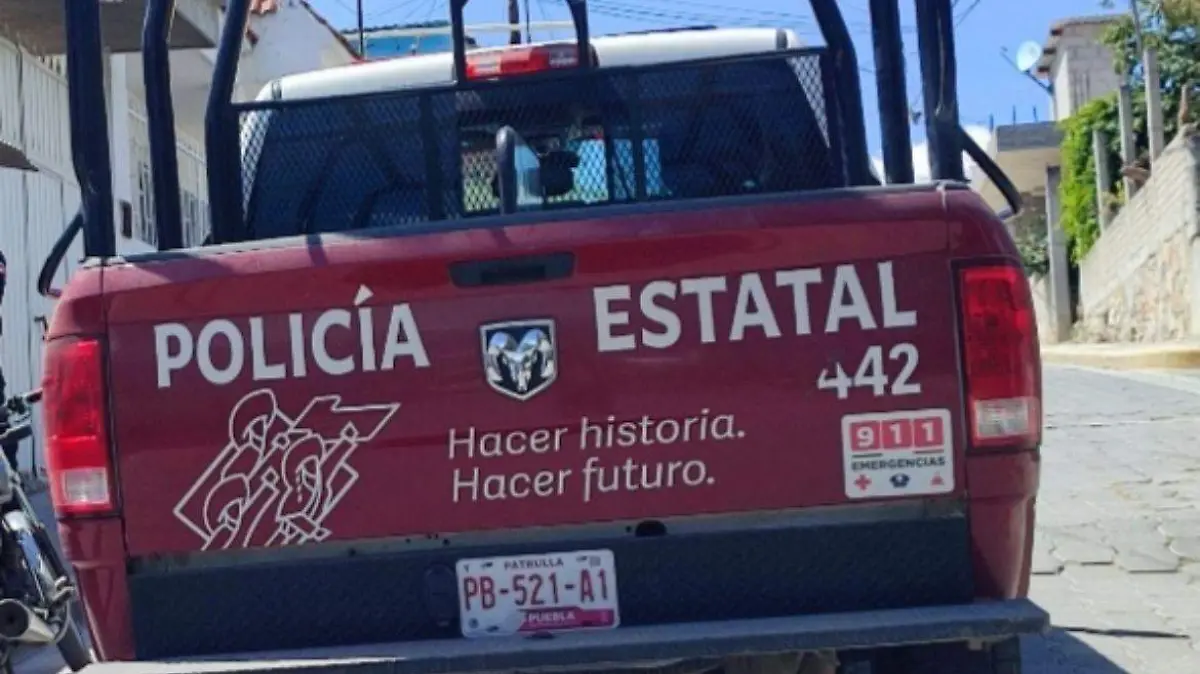 POLICÍA ESTATAL
442
Hacer historia.
Hacer futuro.
911
EMERGENCIAS
PATRULLA
PB-521-A1
PUEBLA